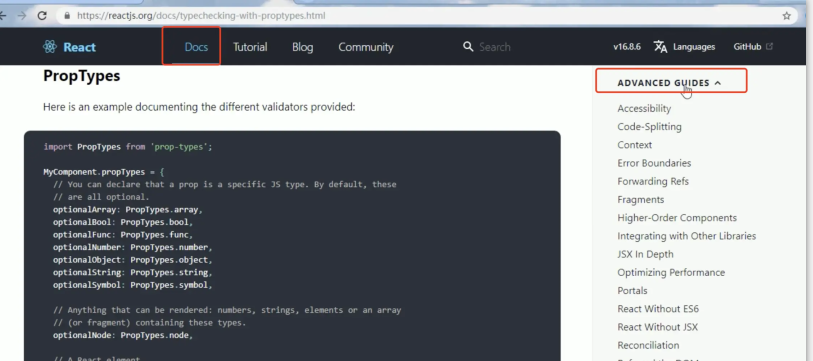 https://reactjs.org/docs/typechecking-with-proptypes.html
React Docs Tutorial Blog Community Search v16.8.6 Languages GitHub
PropTypes
Here is an example documenting the different validators provided:
import PropTypes from 'prop-types';
MyComponent.propTypes = {
// You can declare that a prop is a specific JS type. By default, these
// are all optional.
optionalArray: PropTypes.array,
optionalBool: PropTypes.bool,
optionalFunc: PropTypes.func,
optionalNumber: PropTypes.number,
optionalObject: PropTypes.object,
optionalString: PropTypes.string,
optionalSymbol: PropTypes.symbol,
// Anything that can be rendered: numbers, strings, elements or an array
// (or fragment) containing these types.
optionalNode: PropTypes.node,
// A React element
ADVANCED GUIDES
Accessibility
Code-Splitting
Context
Error Boundaries
Forwarding Refs
Fragments
Higher-Order Components
Integrating with Other Libraries
JSX In Depth
Optimizing Performance
Portals
React Without ES6
React Without JSX
Reconciliation